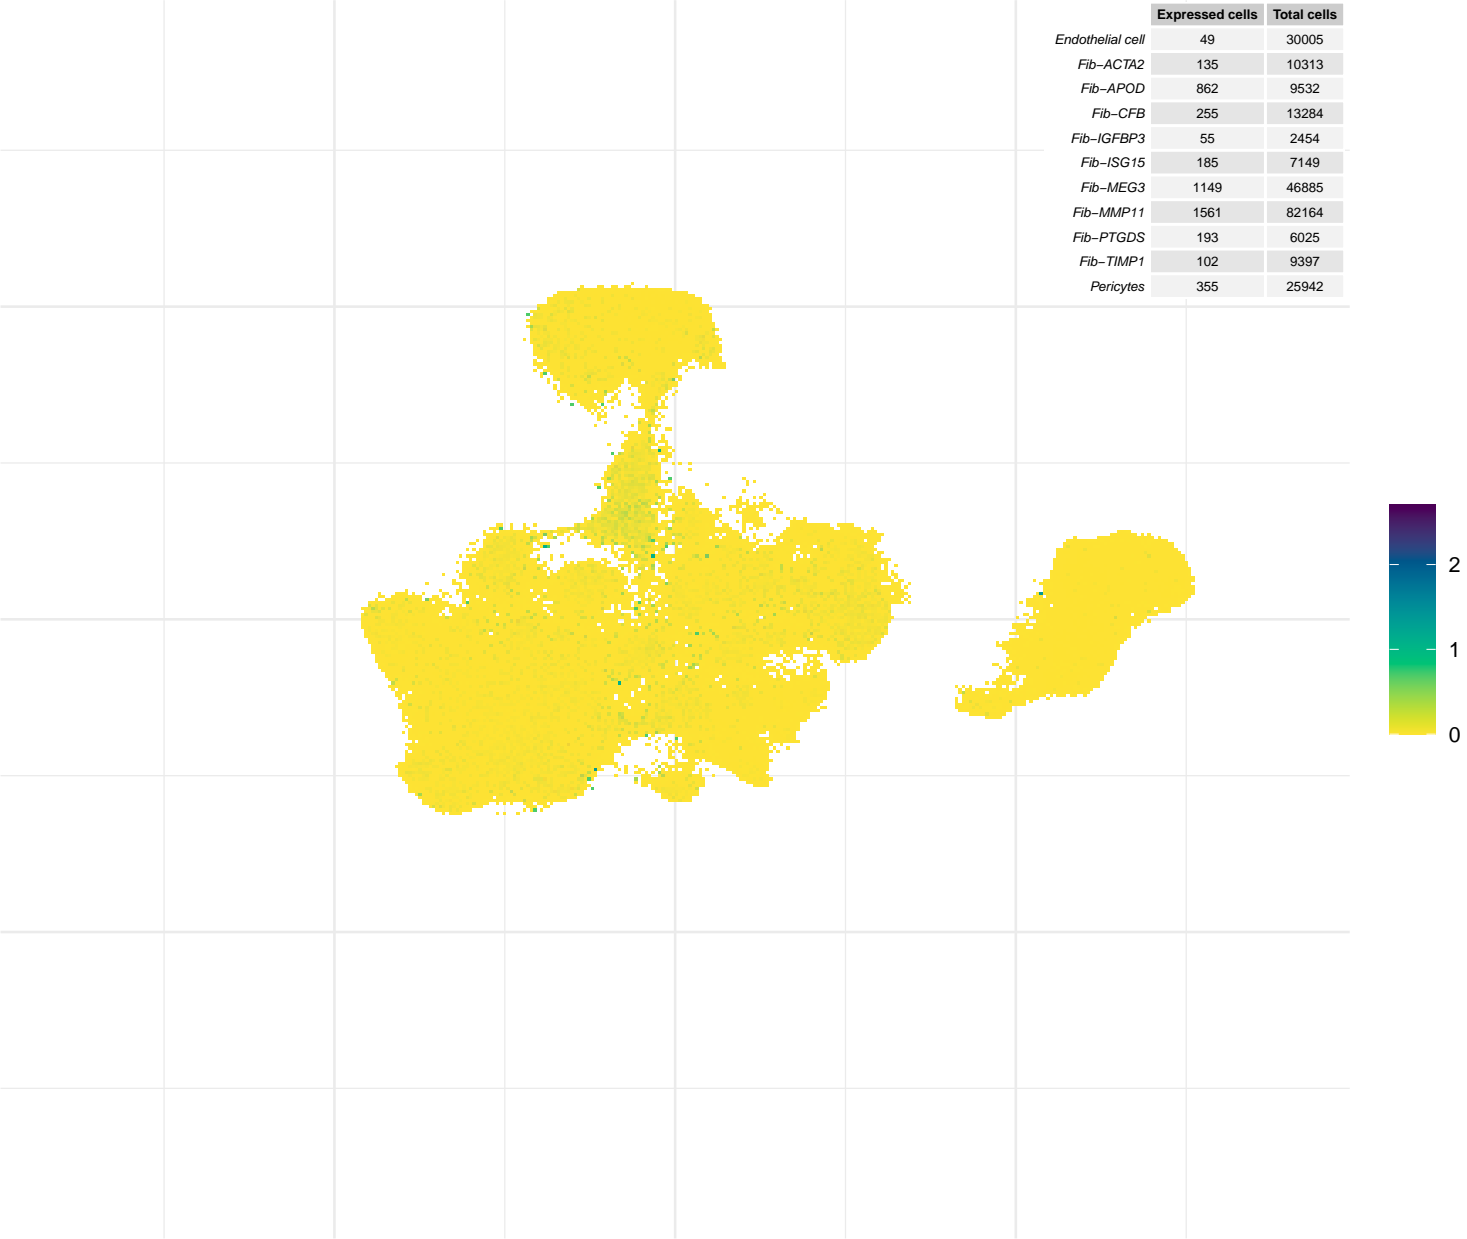 Expressed cells Total cells
Endothelial cell 49 30005
Fib−ACTA2 135 10313
Fib−APOD 862 9532
Fib−CFB 255 13284
Fib−IGFBP3 55 2454
Fib−ISG15 185 7149
Fib−MEG3 1149 46885
Fib−MMP11 1561 82164
Fib−PTGDS 193 6025
Fib−TIMP1 102 9397
Pericytes 355 25942
2
1
0